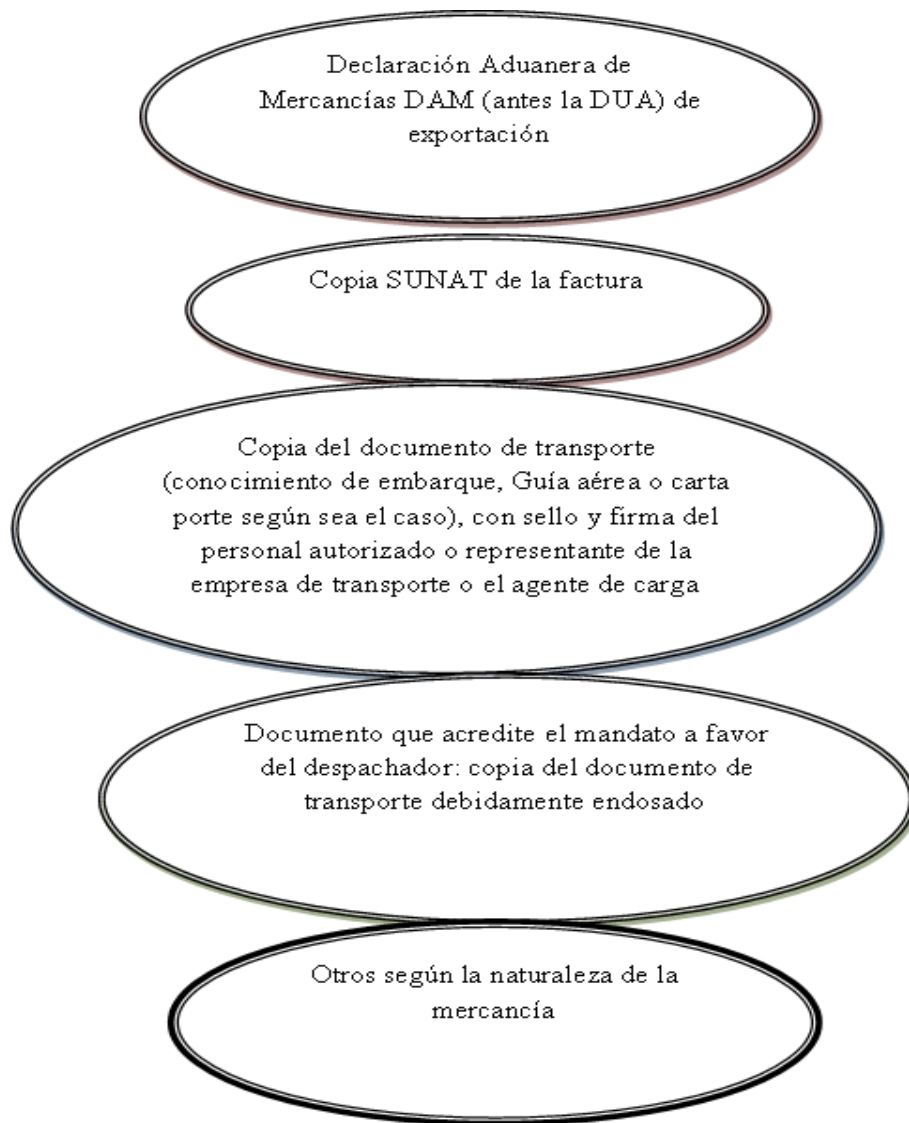 Declaración Aduanera de
Mercancías DAM (antes la DUA) de
exportación
Copia SUNAT de la factura
Copia del documento de transporte
(conocimiento de embarque, Guía aérea o carta
porte según sea el caso), con sello y firma del
personal autorizado o representante de la
empresa de transporte o el agente de carga
Documento que acredite el mandato a favor
del despachador: copia del documento de
transporte debidamente endosado
Otros según la naturaleza de la
mercancía